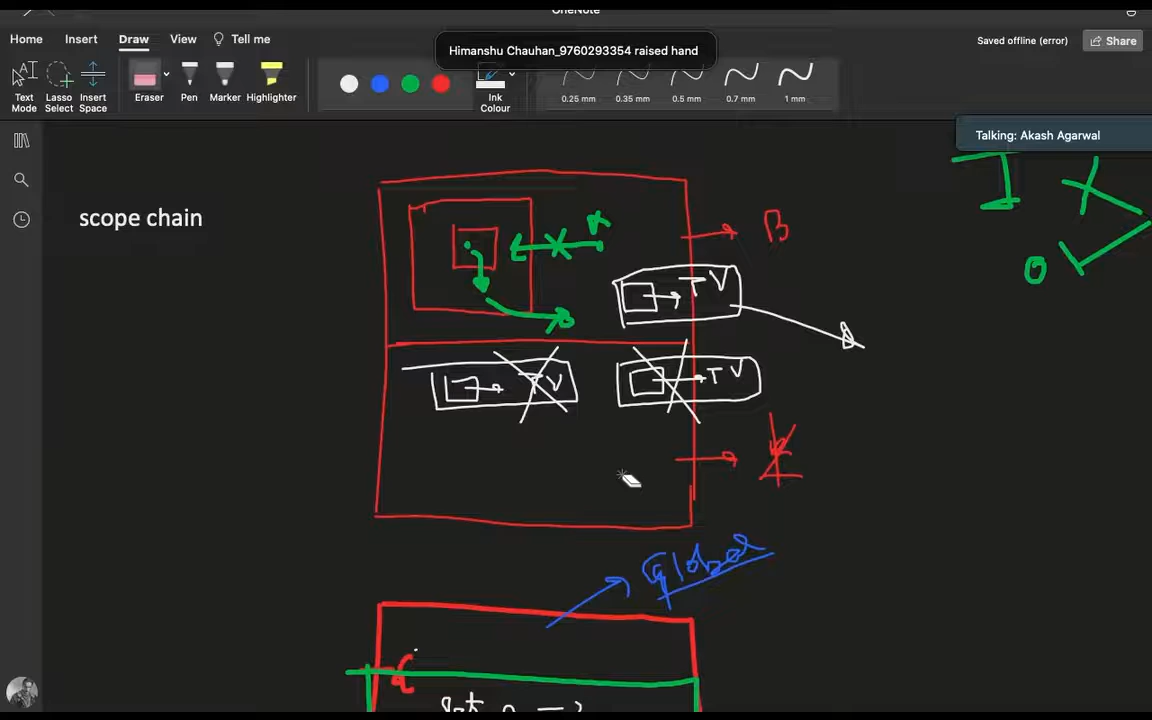 OneNote
Home Insert Draw View Tell me
Himanshu Chauhan_9760293354 raised hand
Saved offline (error) Share
Text Mode
Lasso Select
Insert Space
Eraser
Pen
Marker
Highlighter
Ink Colour
0.25 mm 0.35 mm 0.5 mm 0.7 mm 1 mm
Talking: Akash Agarwal
scope chain
B
TV
TV
TV
Global